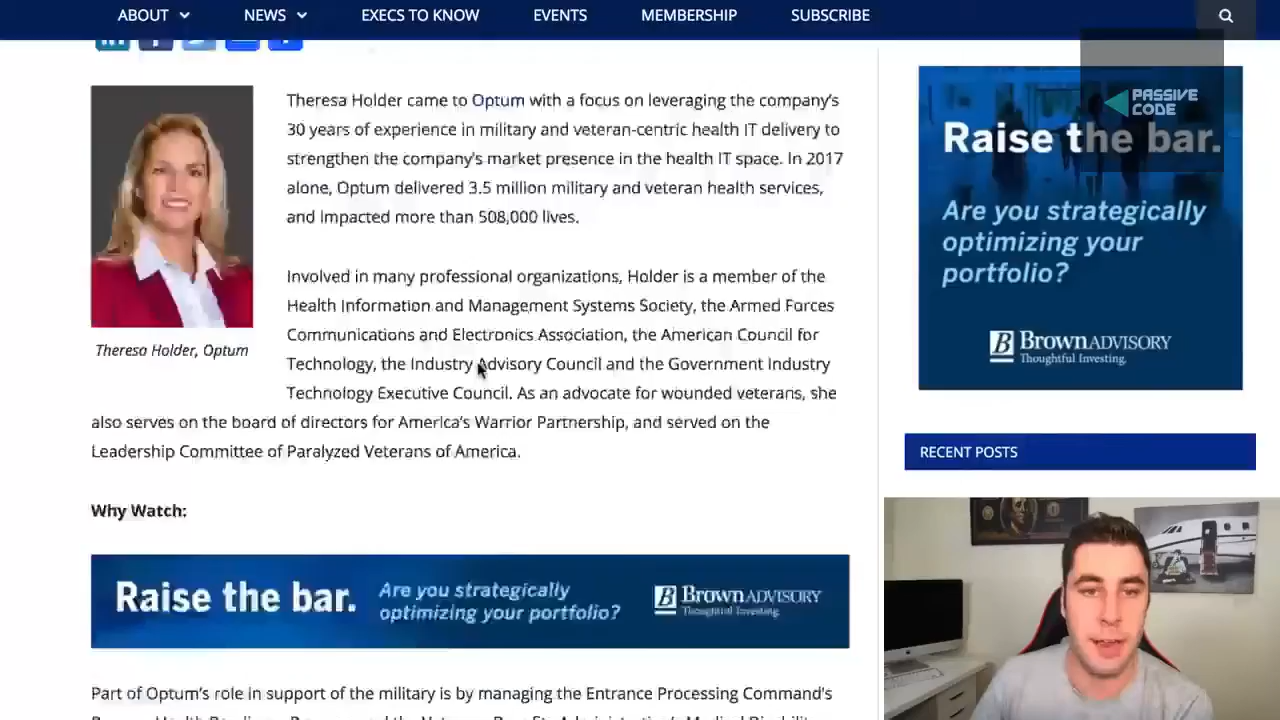 ABOUT NEWS EXECS TO KNOW EVENTS MEMBERSHIP SUBSCRIBE
Theresa Holder came to Optum with a focus on leveraging the company's
30 years of experience in military and veteran-centric health IT delivery to
strengthen the company's market presence in the health IT space. In 2017
alone, Optum delivered 3.5 million military and veteran health services,
and impacted more than 508,000 lives.
Involved in many professional organizations, Holder is a member of the
Health Information and Management Systems Society, the Armed Forces
Communications and Electronics Association, the American Council for
Technology, the Industry Advisory Council and the Government Industry
Technology Executive Council. As an advocate for wounded veterans, she
also serves on the board of directors for America's Warrior Partnership, and served on the
Leadership Committee of Paralyzed Veterans of America.
Theresa Holder, Optum
Why Watch:
Raise the bar.
Are you strategically
optimizing your portfolio?
Brown ADVISORY
Thoughtful Investing.
Part of Optum's role in support of the military is by managing the Entrance Processing Command's
PASSIVE
CODE
Raise the bar.
Are you strategically
optimizing your
portfolio?
Brown ADVISORY
Thoughtful Investing.
RECENT POSTS